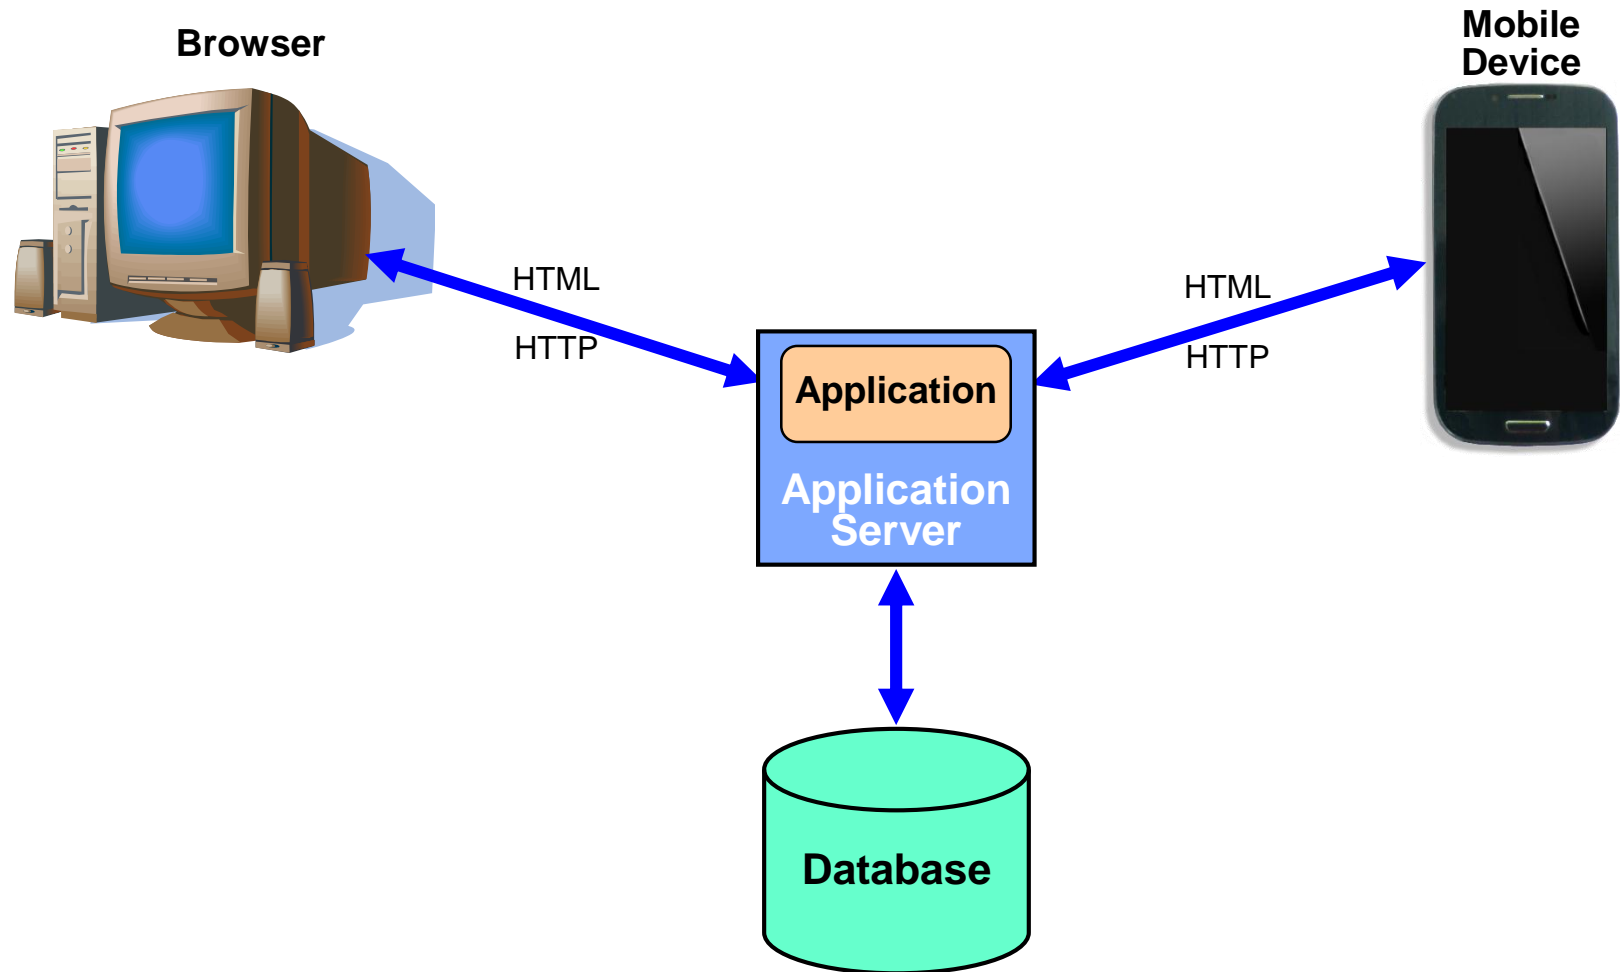 Browser
Mobile
Device
HTML
HTTP
HTML
HTTP
Application
Application
Server
Database